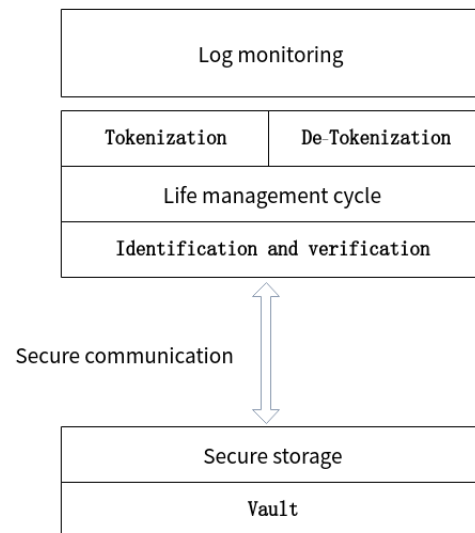 Log monitoring
Tokenization De-Tokenization
Life management cycle
Identification and verification
Secure communication
Secure storage
Vault